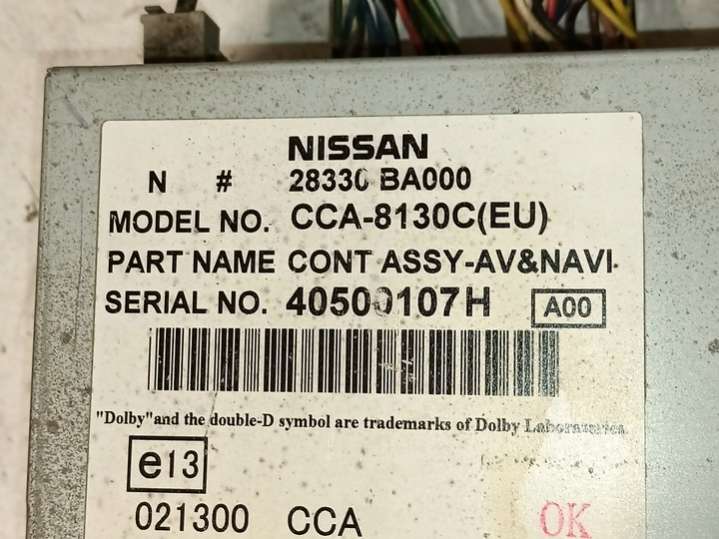 NISSAN
N # 28330 BA000
MODEL NO. CCA-8130C(EU)
PART NAME CONT ASSY-AV&NAVI
SERIAL NO. 40500107H A00
"Dolby"and the double-D symbol are trademarks of Dolby Laboratories.
e13
021300 CCA
OK